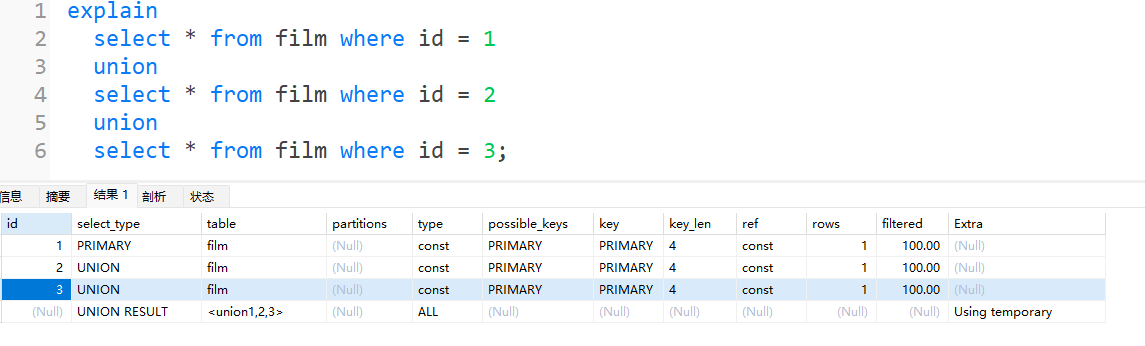 1 explain
2 select * from film where id = 1
3 union
4 select * from film where id = 2
5 union
6 select * from film where id = 3;
信息 摘要 结果 1 剖析 状态
id select_type table partitions type possible_keys key key_len ref rows filtered Extra
1 PRIMARY film (Null) const PRIMARY PRIMARY 4 const 1 100.00 (Null)
2 UNION film (Null) const PRIMARY PRIMARY 4 const 1 100.00 (Null)
3 UNION film (Null) const PRIMARY PRIMARY 4 const 1 100.00 (Null)
(Null) UNION RESULT <union1,2,3> (Null) ALL (Null) (Null) (Null) (Null) (Null) (Null) Using temporary